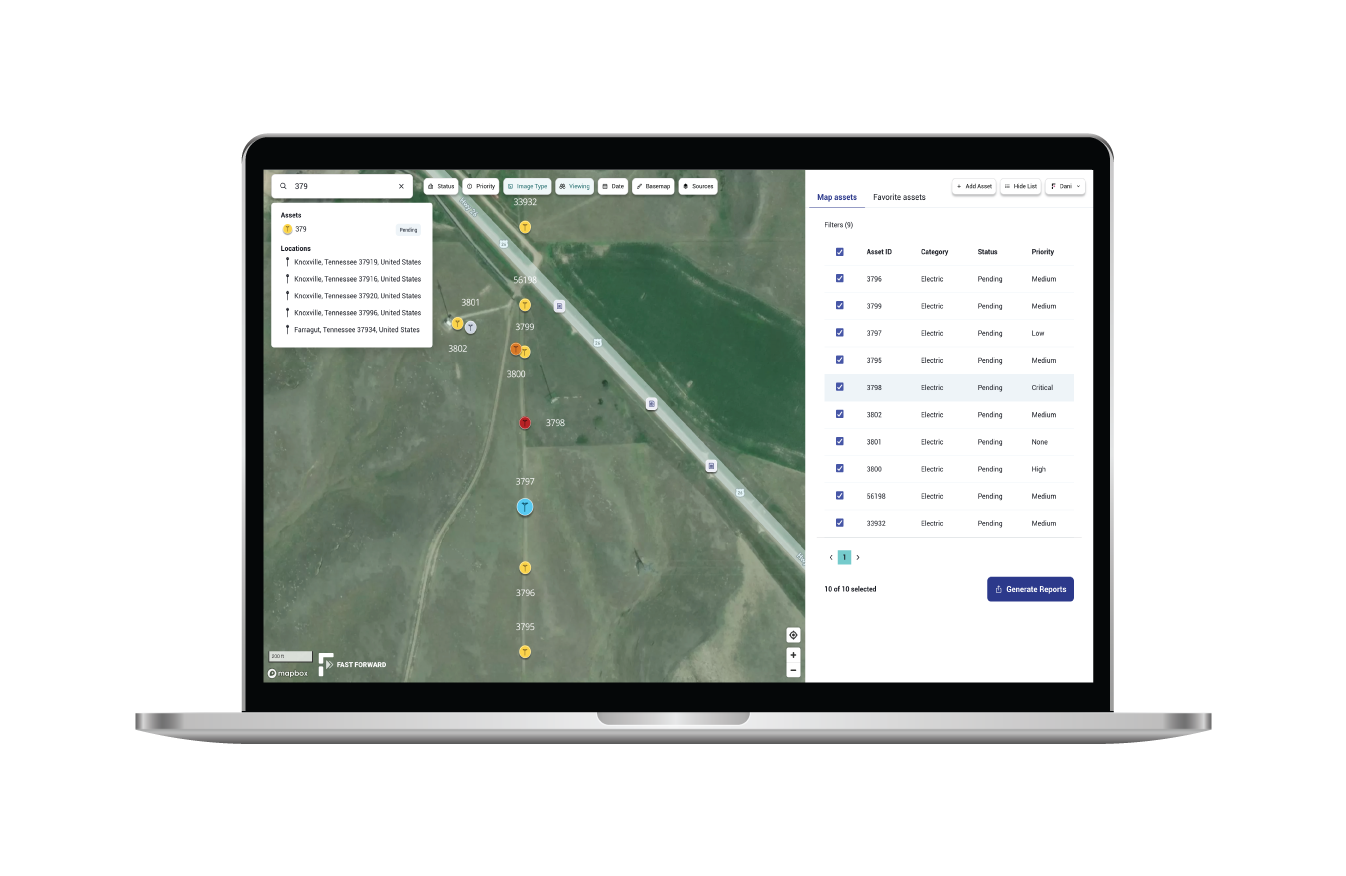 379
Status
Priority
Image Type
Viewing
Date
Basemap
Sources
Assets
379
Pending
Locations
Knoxville, Tennessee 37919, United States
Knoxville, Tennessee 37916, United States
Knoxville, Tennessee 37920, United States
Knoxville, Tennessee 37996, United States
Farragut, Tennessee 37934, United States
33932
56198
3801
3799
3802
3800
3798
3797
3796
3795
200 ft
mapbox
FAST FORWARD
Map assets
Favorite assets
+ Add Asset
Hide List
Dani
Filters (9)
Asset ID Category Status Priority
3796 Electric Pending Medium
3799 Electric Pending Medium
3797 Electric Pending Low
3795 Electric Pending Medium
3798 Electric Pending Critical
3802 Electric Pending Medium
3801 Electric Pending None
3800 Electric Pending High
56198 Electric Pending Medium
33932 Electric Pending Medium
1
10 of 10 selected
Generate Reports